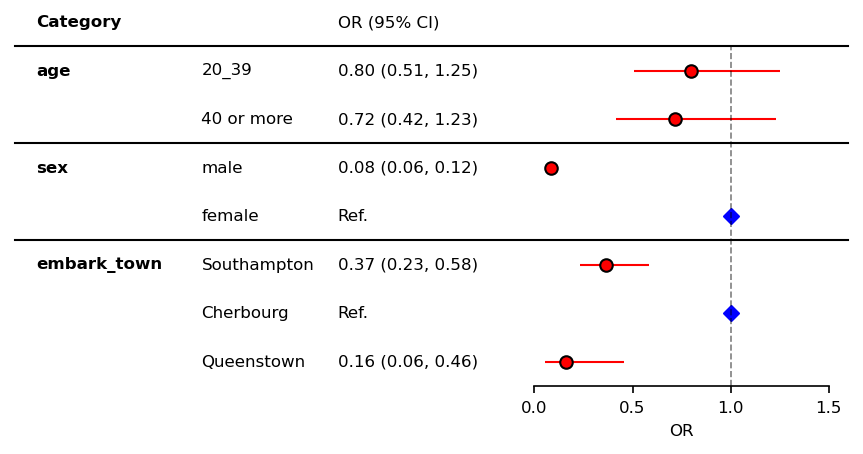 Category OR (95% CI)
age 20_39 0.80 (0.51, 1.25)
40 or more 0.72 (0.42, 1.23)
sex male 0.08 (0.06, 0.12)
female Ref.
embark_town Southampton 0.37 (0.23, 0.58)
Cherbourg Ref.
Queenstown 0.16 (0.06, 0.46)
0.0 0.5 1.0 1.5
OR